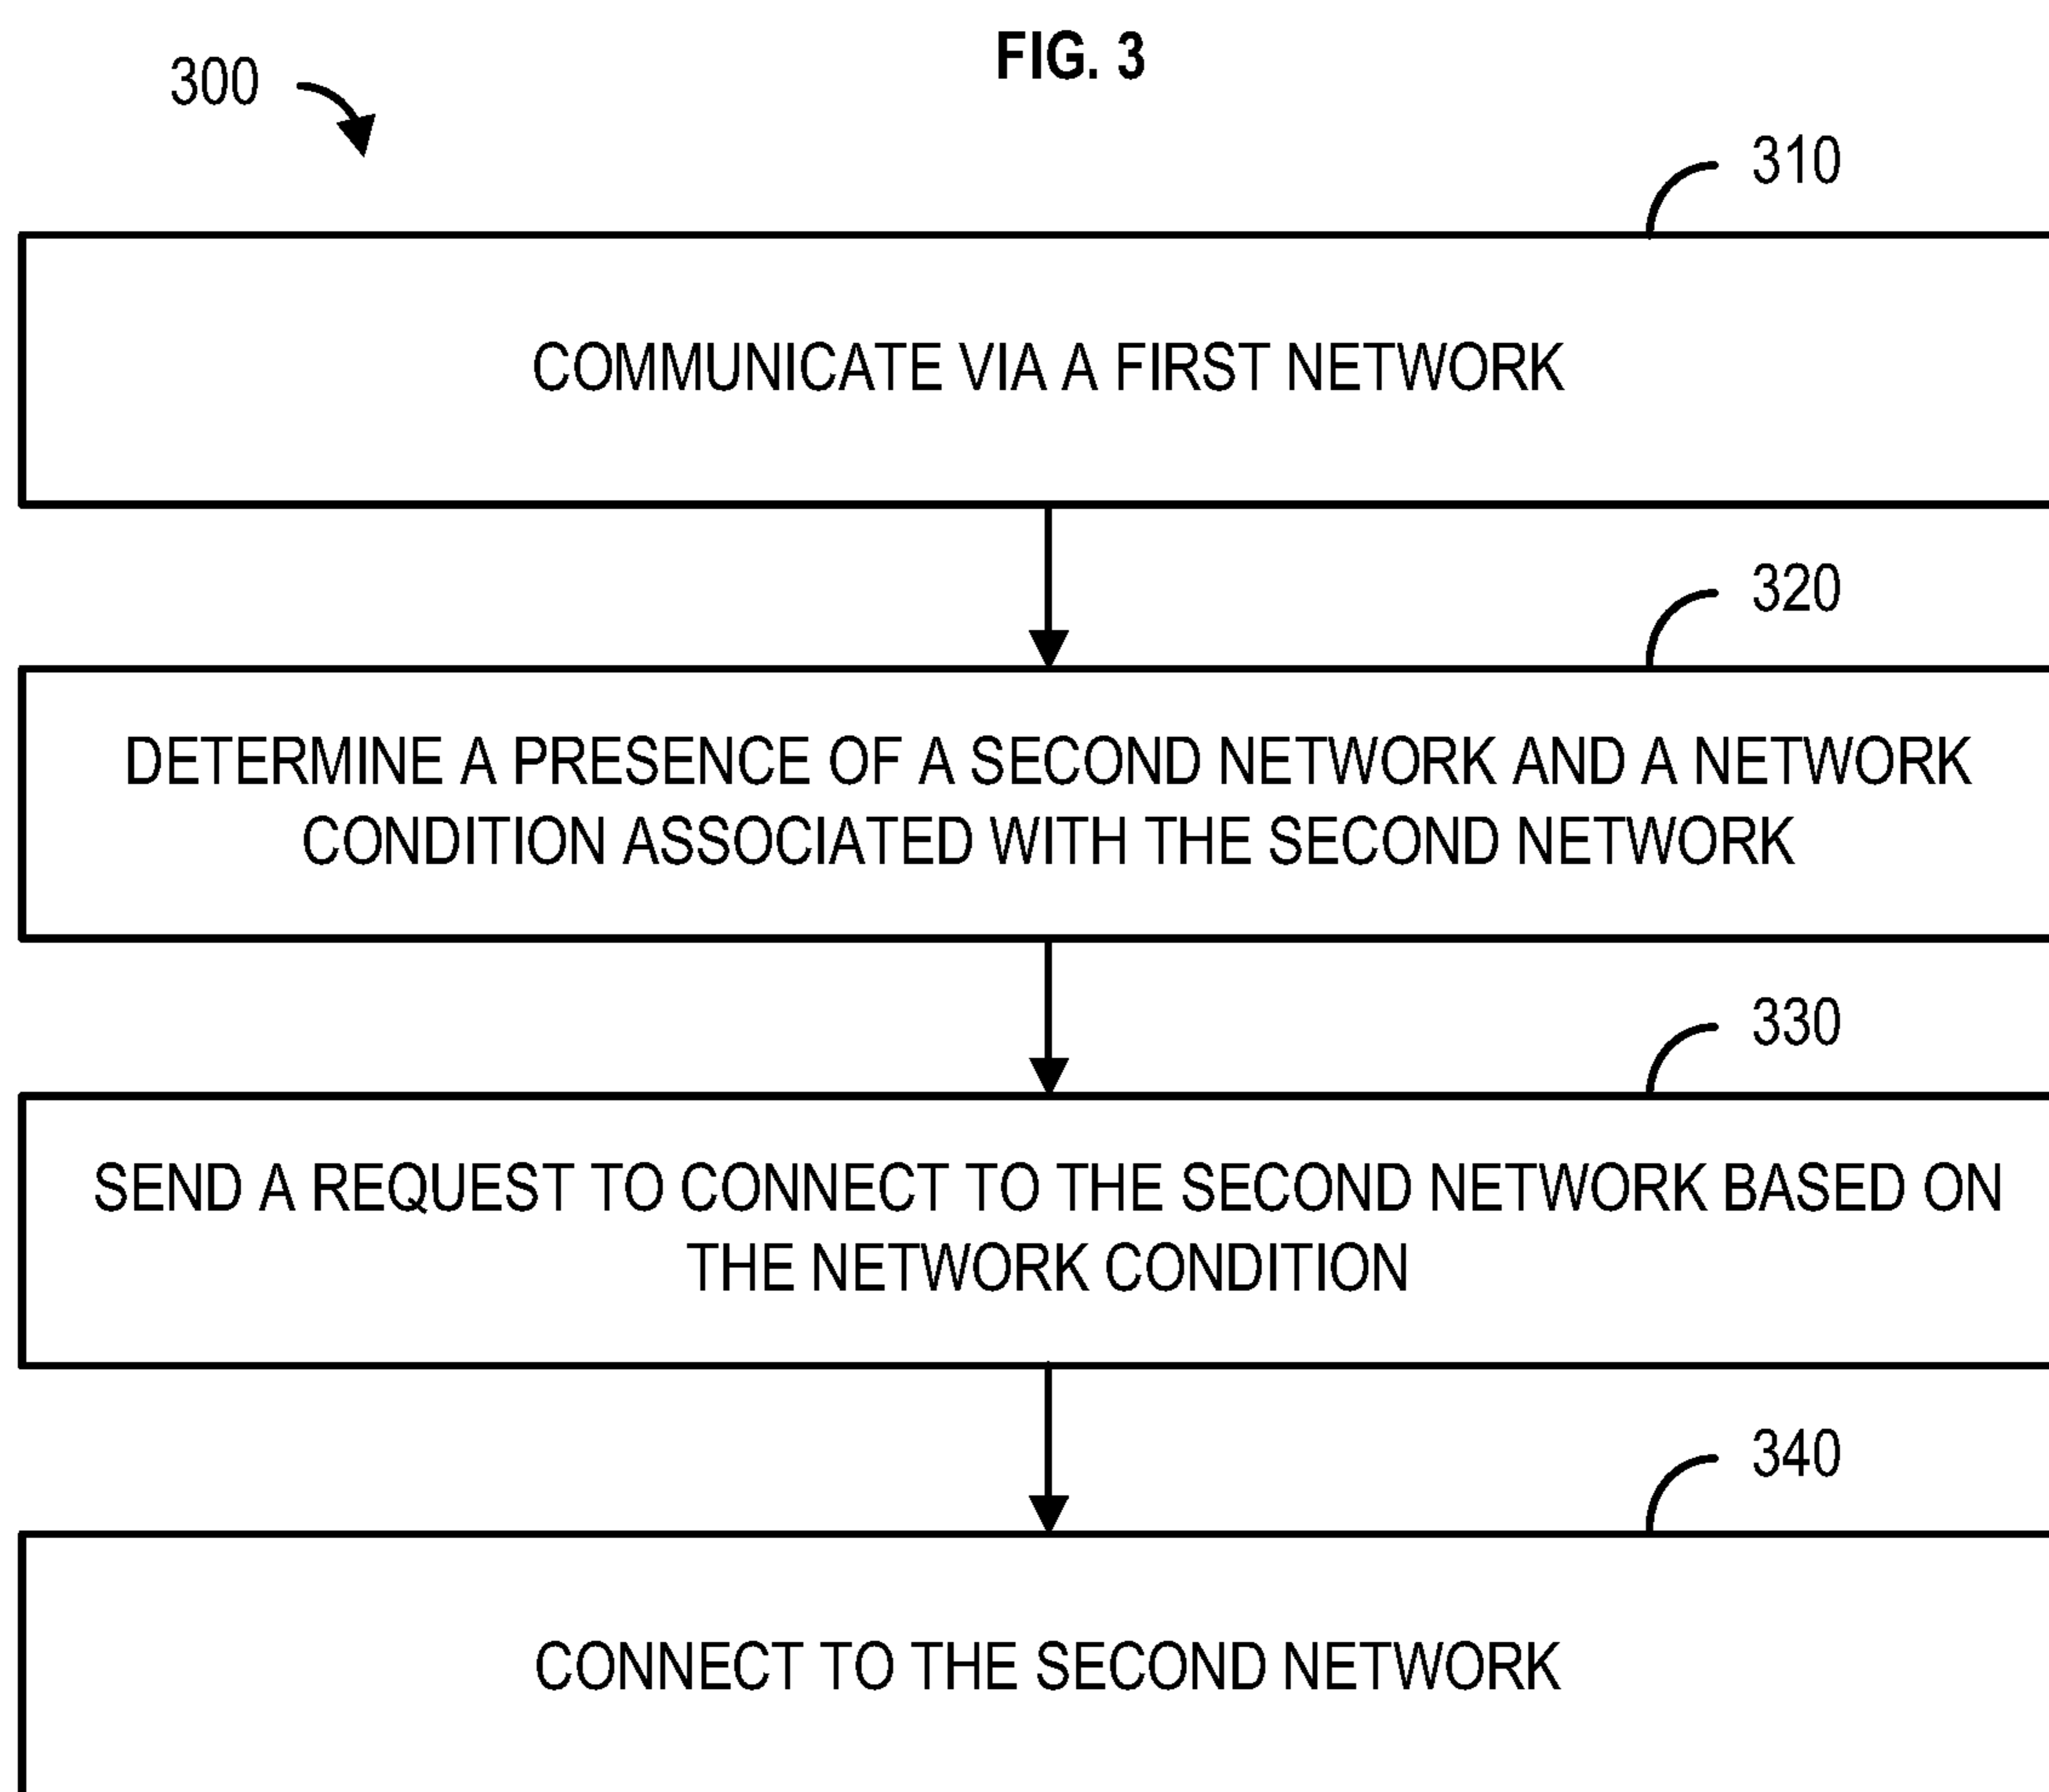 FIG. 3
300
310
COMMUNICATE VIA A FIRST NETWORK
320
DETERMINE A PRESENCE OF A SECOND NETWORK AND A NETWORK
CONDITION ASSOCIATED WITH THE SECOND NETWORK
330
SEND A REQUEST TO CONNECT TO THE SECOND NETWORK BASED ON
THE NETWORK CONDITION
340
CONNECT TO THE SECOND NETWORK